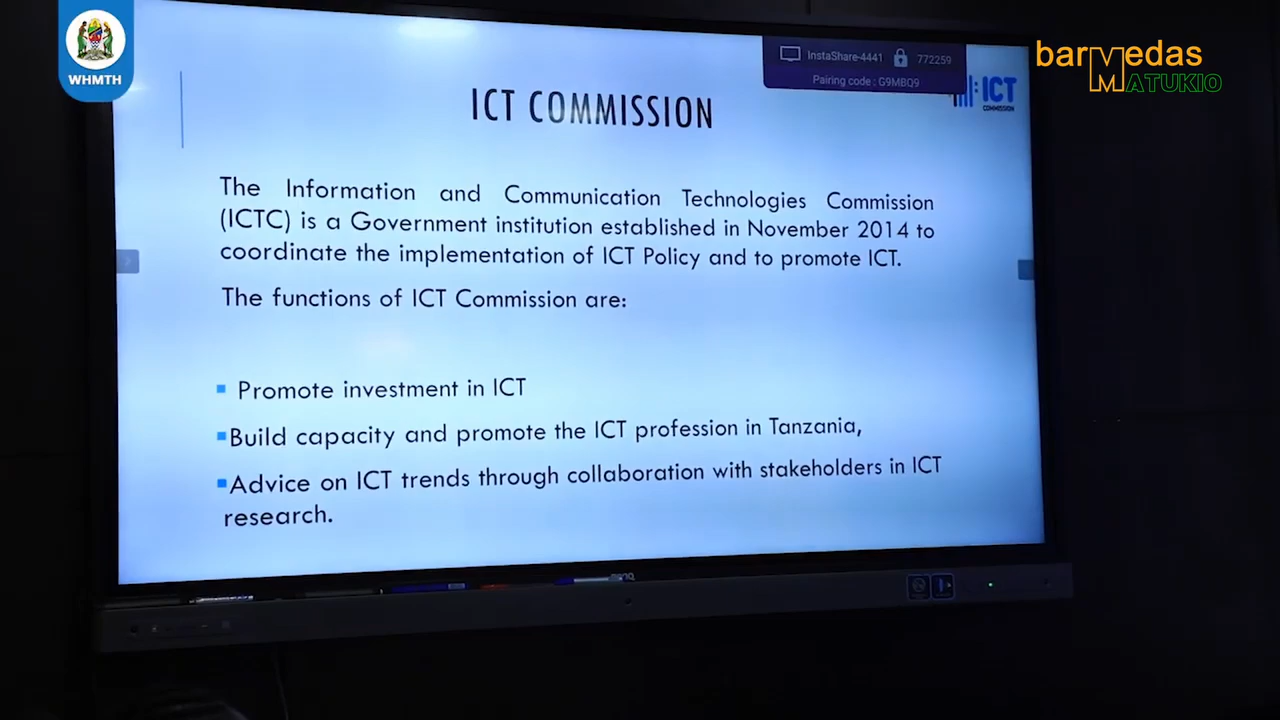 WHMTH
barmedas
MATUKIO
InstaShare-4441 772259
Pairing code : G9MBQ9
ICT
COMMISSION
ICT COMMISSION
The Information and Communication Technologies Commission
(ICTC) is a Government institution established in November 2014 to
coordinate the implementation of ICT Policy and to promote ICT.
The functions of ICT Commission are:
Promote investment in ICT
Build capacity and promote the ICT profession in Tanzania,
Advice on ICT trends through collaboration with stakeholders in ICT
research.